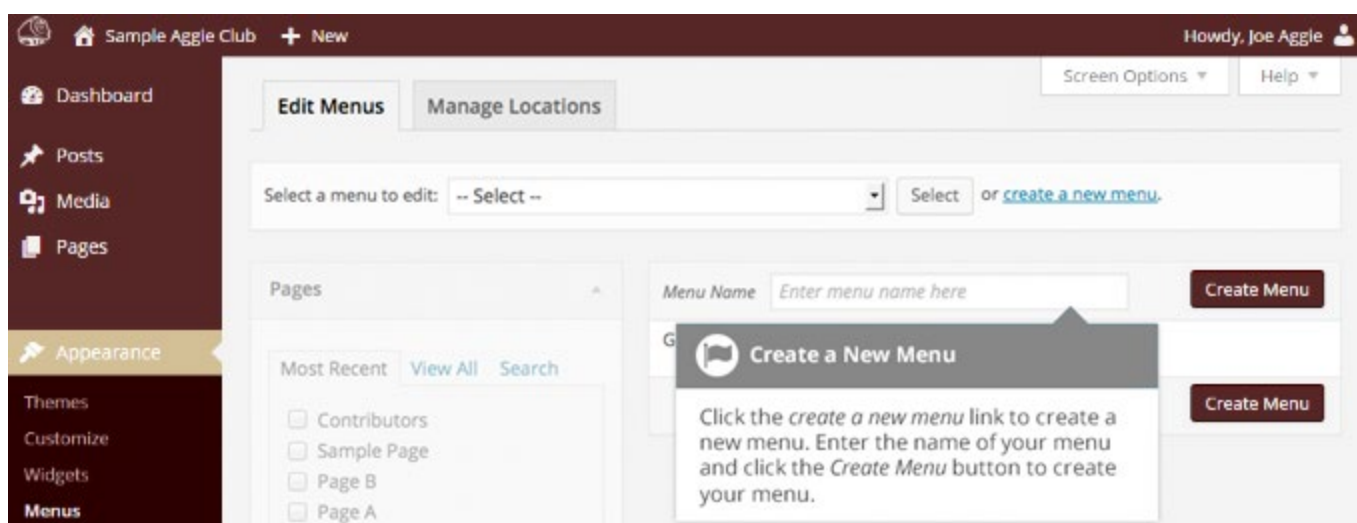 Sample Aggie Club + New
Howdy, Joe Aggie
Screen Options
Help
Dashboard
Posts
Media
Pages
Appearance
Themes
Customize
Widgets
Menus
Edit Menus
Manage Locations
Select a menu to edit: -- Select -- Select or create a new menu.
Pages
Most Recent View All Search
Contributors
Sample Page
Page B
Page A
Menu Name Enter menu name here Create Menu
G
Create a New Menu
Click the create a new menu link to create a
new menu. Enter the name of your menu
and click the Create Menu button to create
your menu.
Create Menu